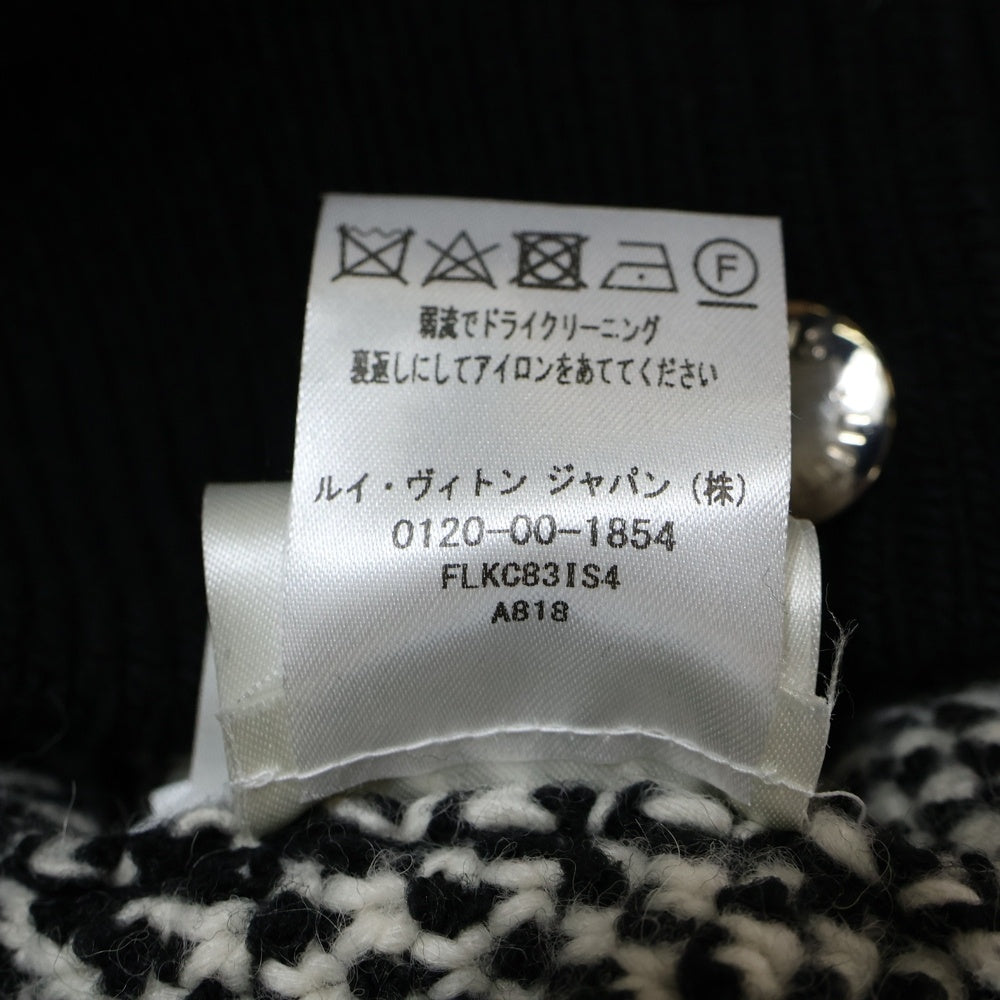 F
弱流でドライクリーニング
裏返しにしてアイロンをあててください
ルイ・ヴィトン ジャパン (株)
0120-00-1854
FLKC83IS4
A818